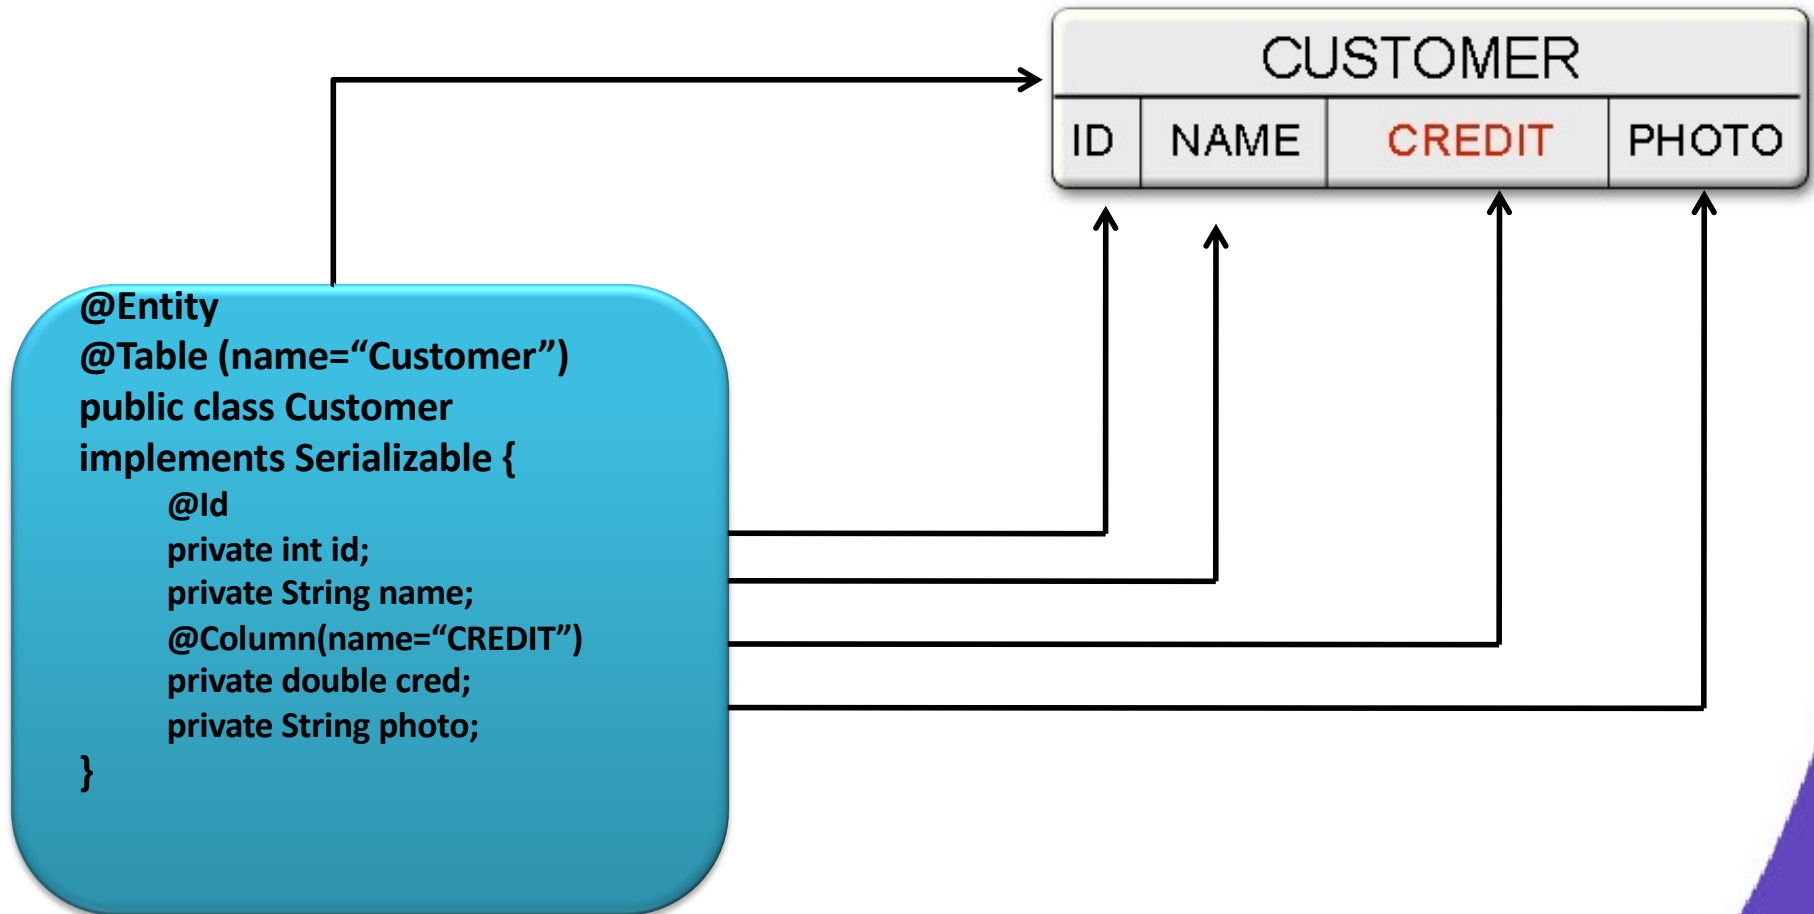 CUSTOMER
ID NAME CREDIT PHOTO
@Entity
@Table (name=“Customer”)
public class Customer
implements Serializable {
@Id
private int id;
private String name;
@Column(name=“CREDIT”)
private double cred;
private String photo;
}